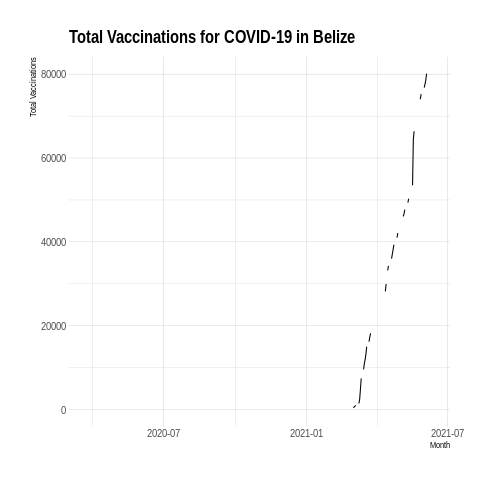 Total Vaccinations for COVID-19 in Belize
Total Vaccinations
80000
60000
40000
20000
0
2020-07 2021-01 2021-07
Month